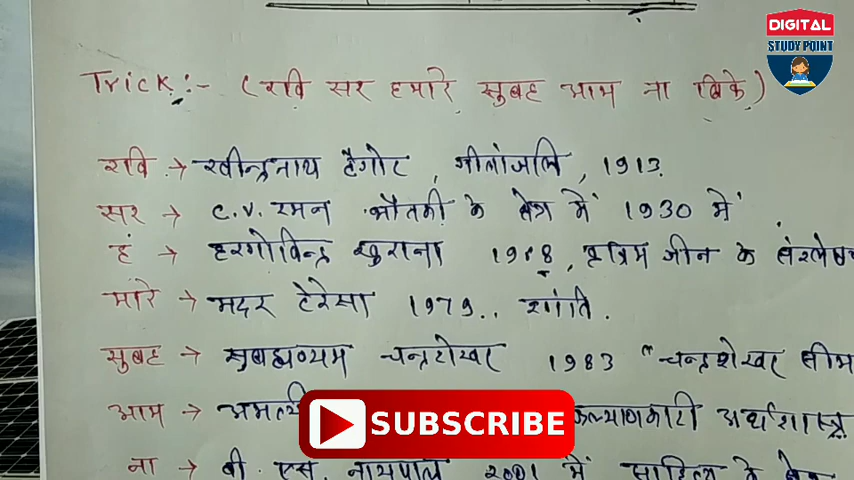 DIGITAL
STUDY POINT
Trick:- (रवि सर हमारे सुबह आम ना बिके)
रवि → रवीन्द्रनाथ टैगोर, गीतांजलि, 1913
सर → C.V. रमन भौतिकी के क्षेत्र में 1930 में
हं → हरगोविन्द खुराना 1968, कृत्रिम जीन के संश्लेषण
मारे → मदर टेरेसा 1979.. शांति.
सुबह → सुब्रह्मण्यम चन्द्रशेखर 1983 "चन्द्रशेखर सीमा
आम → अमर्त्य कल्याणकारी अर्थशास्त्र
SUBSCRIBE
ना → वी. एस. नायपाल 2001 में साहित्य के क्षेत्र